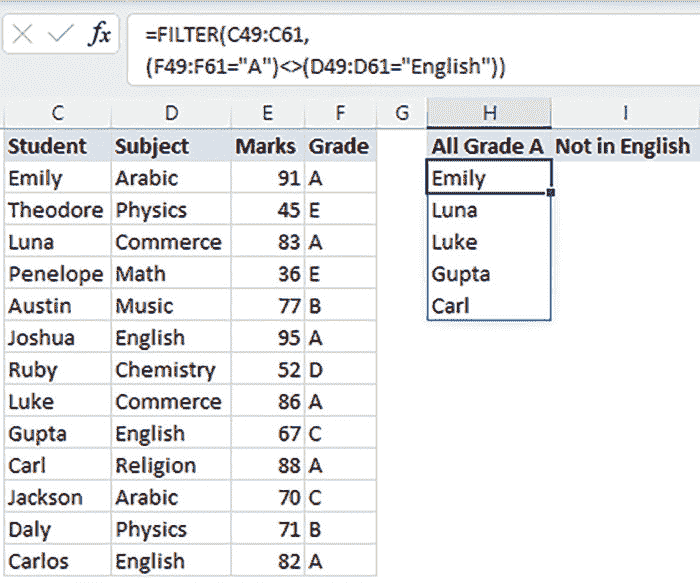 fx =FILTER(C49:C61,
(F49:F61="A")<>(D49:D61="English"))
C D E F G H I
Student Subject Marks Grade All Grade A Not in English
Emily Arabic 91 A Emily
Theodore Physics 45 E Luna
Luna Commerce 83 A Luke
Penelope Math 36 E Gupta
Austin Music 77 B Carl
Joshua English 95 A
Ruby Chemistry 52 D
Luke Commerce 86 A
Gupta English 67 C
Carl Religion 88 A
Jackson Arabic 70 C
Daly Physics 71 B
Carlos English 82 A